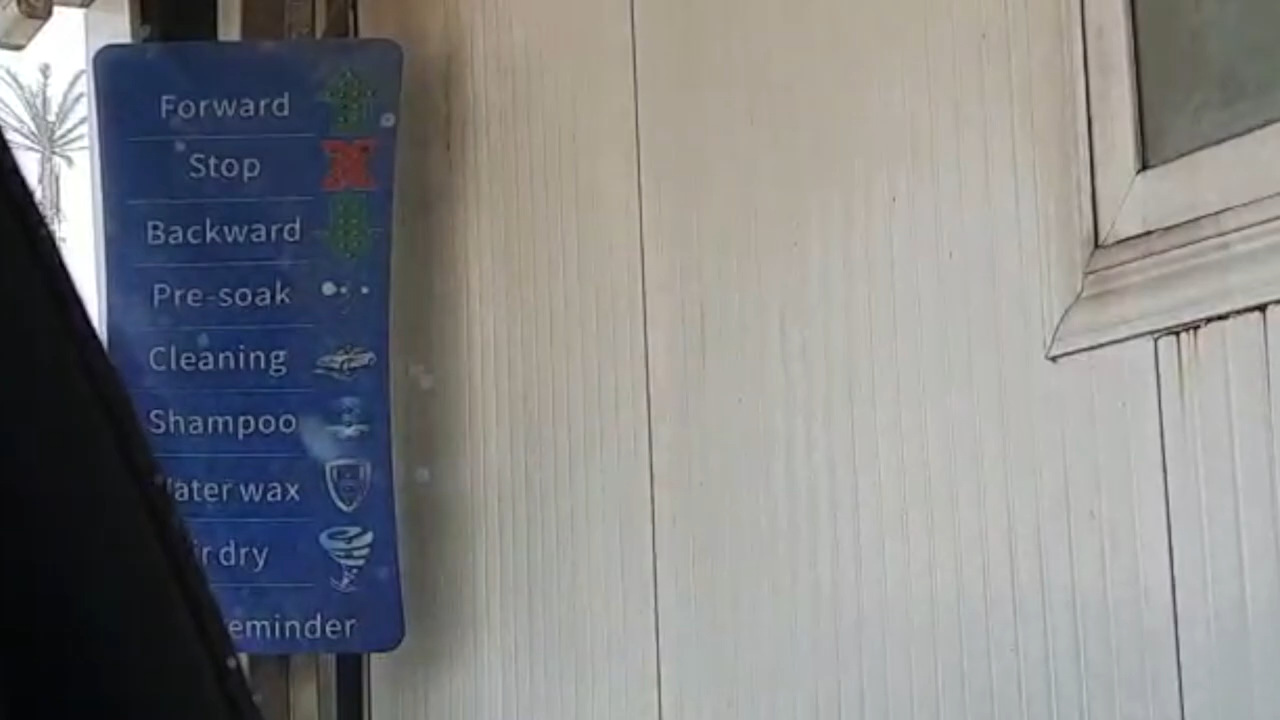 Forward
Stop
Backward
Pre-soak
Cleaning
Shampoo
Water wax
Air dry
Reminder